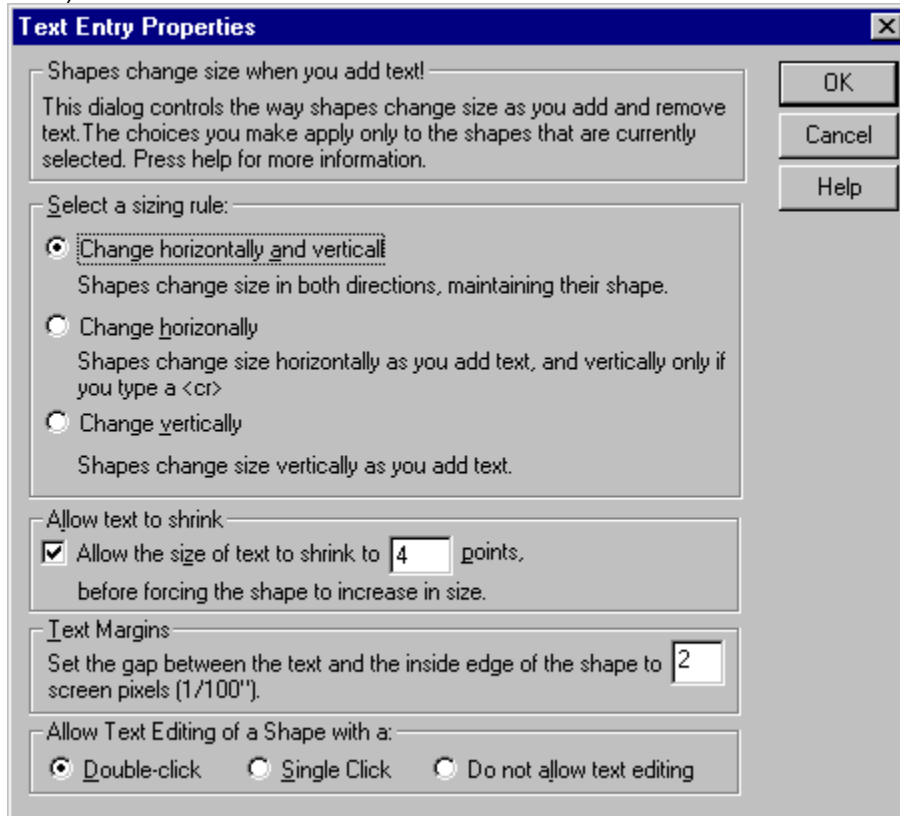 Text Entry Properties
Shapes change size when you add text!
This dialog controls the way shapes change size as you add and remove
text.The choices you make apply only to the shapes that are currently
selected. Press help for more information.
OK
Cancel
Help
Select a sizing rule:
Change horizontally and verticall
Shapes change size in both directions, maintaining their shape.
Change horizonally
Shapes change size horizontally as you add text, and vertically only if
you type a <cr>
Change vertically
Shapes change size vertically as you add text.
Allow text to shrink
Allow the size of text to shrink to 4 points,
before forcing the shape to increase in size.
Text Margins
Set the gap between the text and the inside edge of the shape to 2
screen pixels (1/100").
Allow Text Editing of a Shape with a:
Double-click Single Click Do not allow text editing